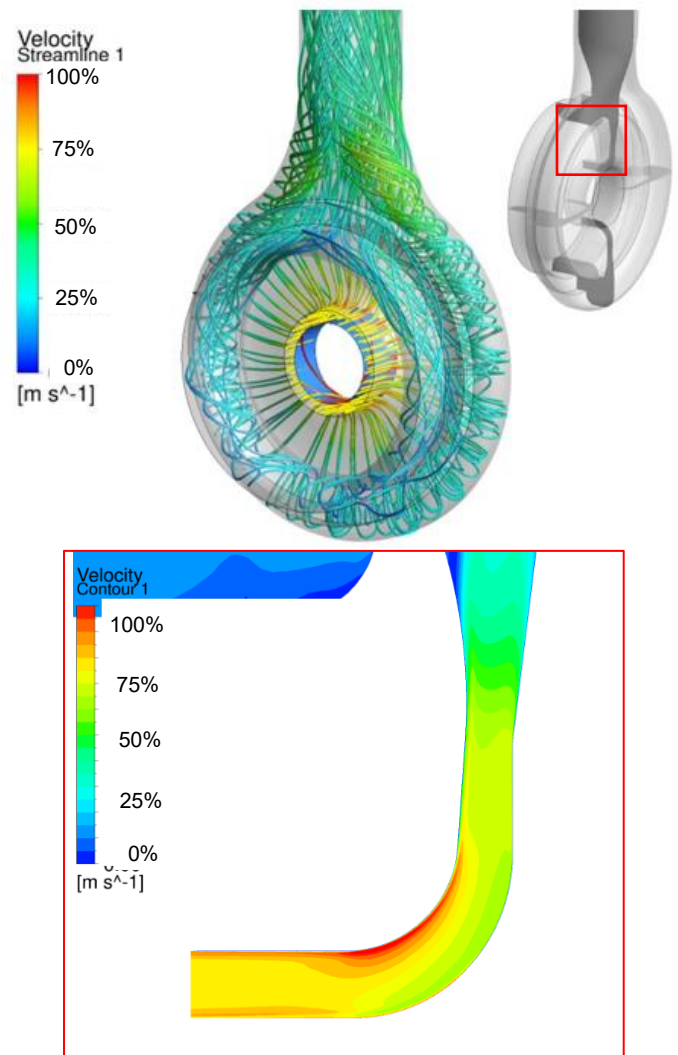 Velocity
Streamline 1
100%
75%
50%
25%
0%
[m s^-1]
Velocity
Contour 1
100%
75%
50%
25%
0%
[m s^-1]